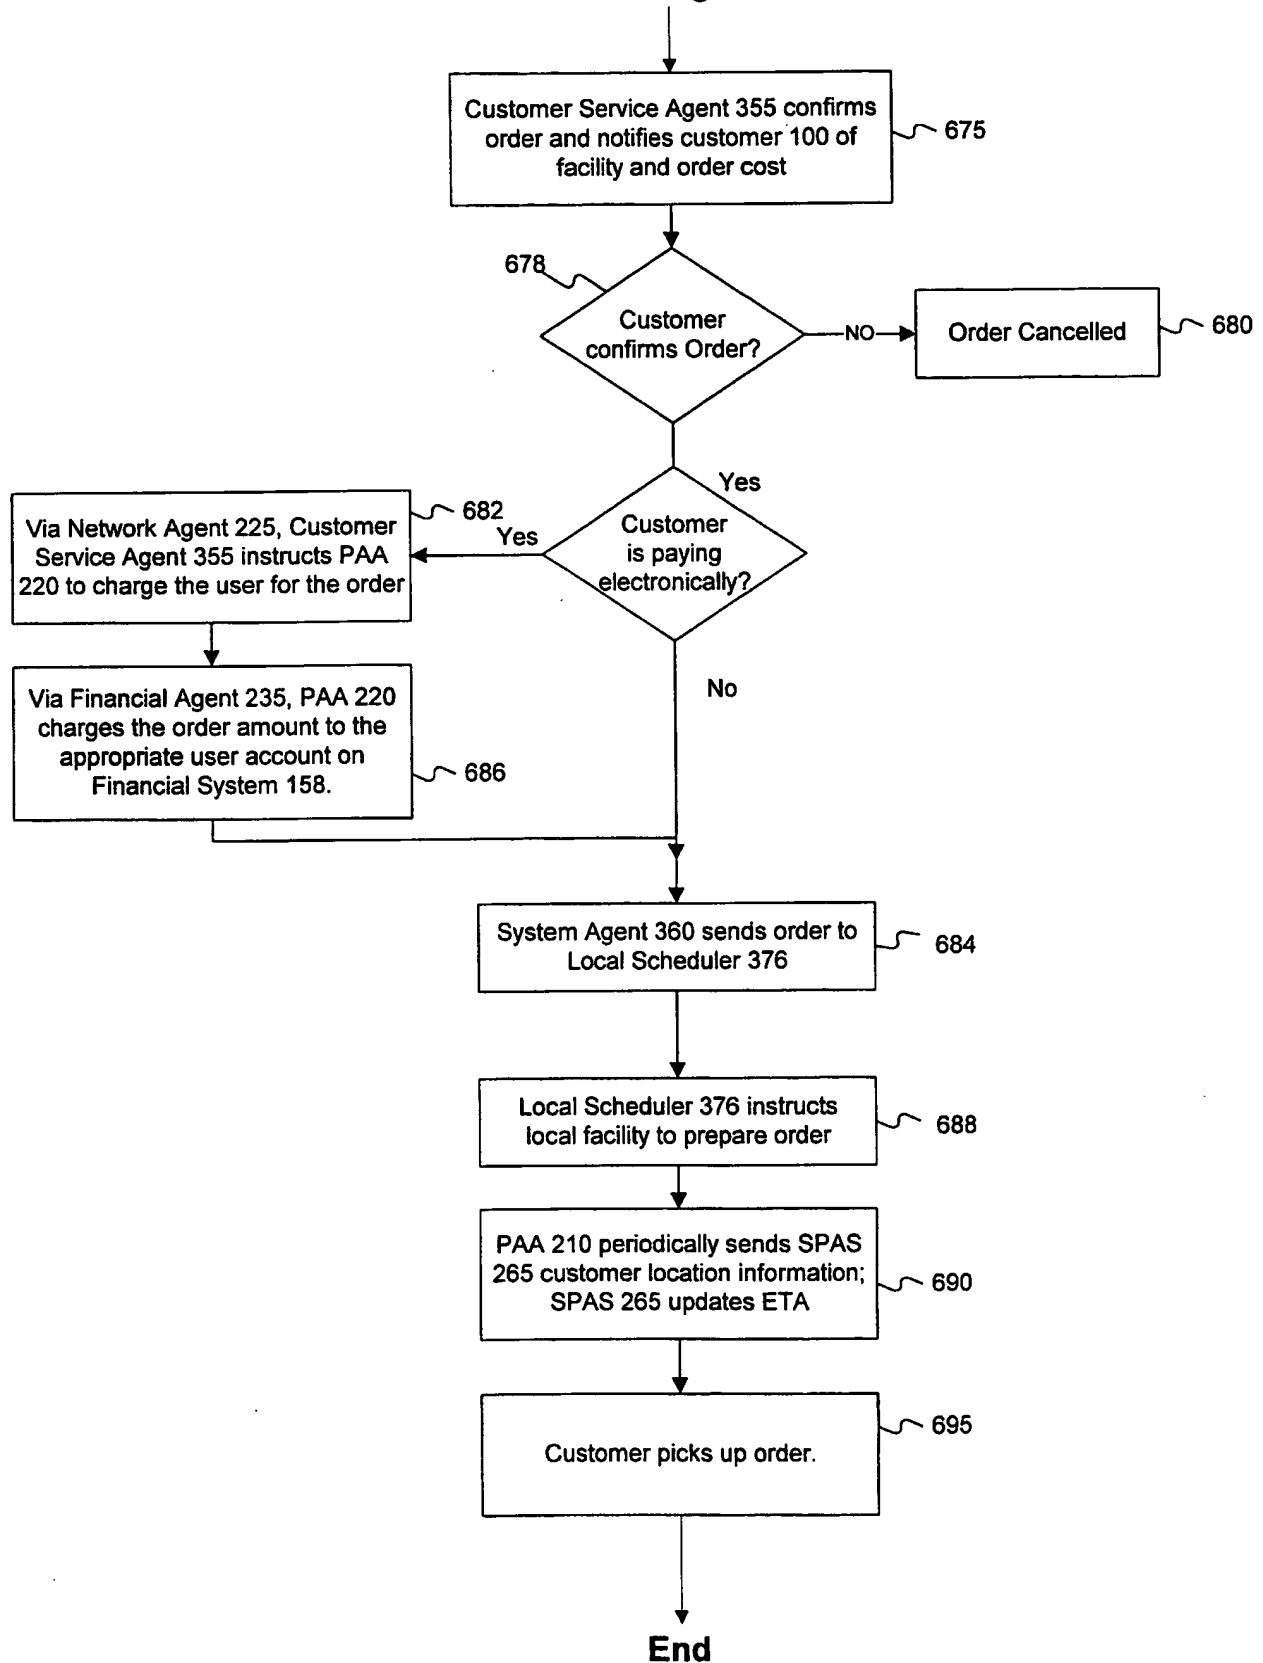 Customer Service Agent 355 confirms
order and notifies customer 100 of
facility and order cost
675
678
Customer
confirms Order?
NO
Order Cancelled
680
Yes
Via Network Agent 225, Customer
Service Agent 355 instructs PAA
220 to charge the user for the order
682
Yes
Customer
is paying
electronically?
Via Financial Agent 235, PAA 220
charges the order amount to the
appropriate user account on
Financial System 158.
686
No
System Agent 360 sends order to
Local Scheduler 376
684
Local Scheduler 376 instructs
local facility to prepare order
688
PAA 210 periodically sends SPAS
265 customer location information;
SPAS 265 updates ETA
690
Customer picks up order.
695
End